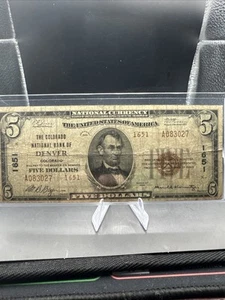 NATIONAL CURRENCY
THE UNITED STATES OF AMERICA
5
5
THE COLORADO
NATIONAL BANK OF
DENVER
COLORADO
FIVE DOLLARS
1651
A083027
1651
1651
A083027
1651
5
5
FIVE DOLLARS